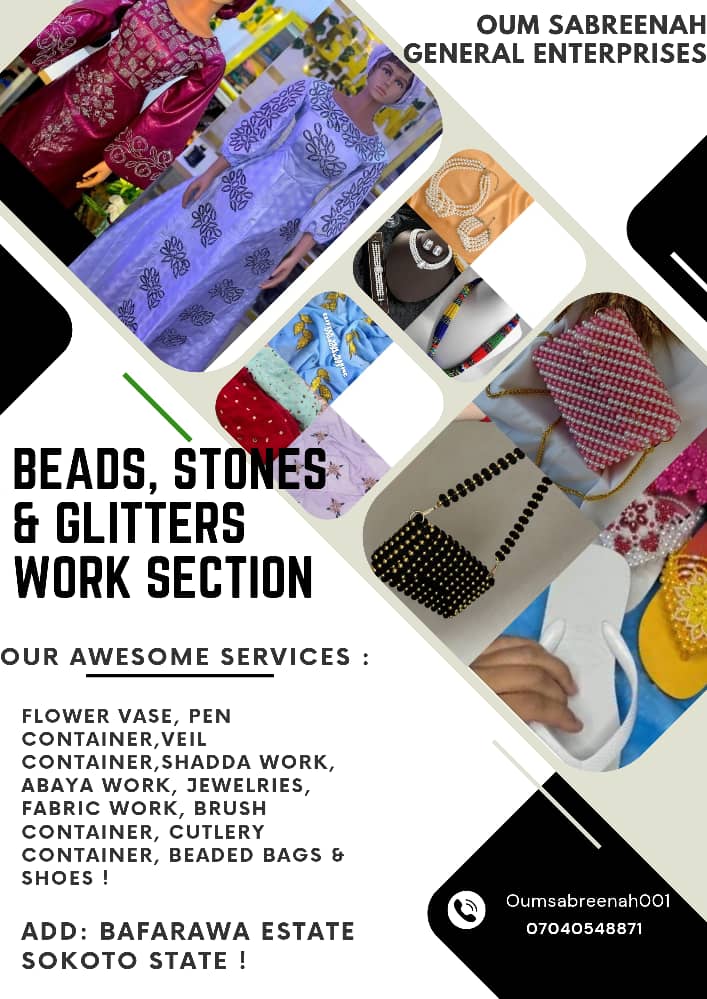 OUM SABREENAH
GENERAL ENTERPRISES
BEADS, STONES
& GLITTERS
WORK SECTION
OUR AWESOME SERVICES :
FLOWER VASE, PEN
CONTAINER,VEIL
CONTAINER,SHADDA WORK,
ABAYA WORK, JEWELRIES,
FABRIC WORK, BRUSH
CONTAINER, CUTLERY
CONTAINER, BEADED BAGS &
SHOES !
ADD: BAFARAWA ESTATE
SOKOTO STATE !
Oumsabreenah001
07040548871